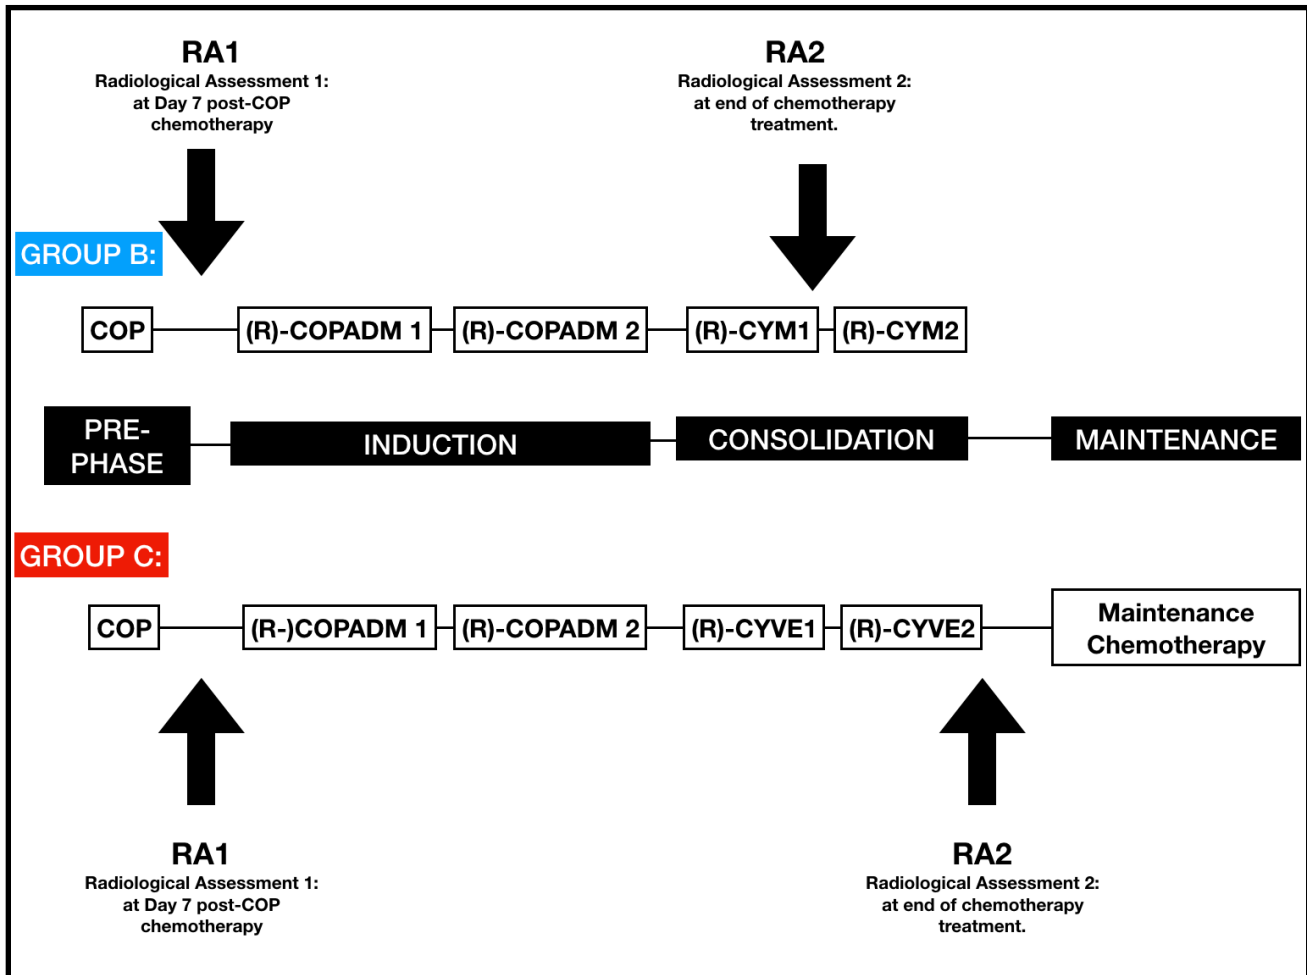 RA1
Radiological Assessment 1:
at Day 7 post-COP
chemotherapy
RA2
Radiological Assessment 2:
at end of chemotherapy
treatment.
GROUP B:
COP
(R)-COPADM 1
(R)-COPADM 2
(R)-CYM1
(R)-CYM2
PRE-
PHASE
INDUCTION
CONSOLIDATION
MAINTENANCE
GROUP C:
COP
(R-)COPADM 1
(R)-COPADM 2
(R)-CYVE1
(R)-CYVE2
Maintenance
Chemotherapy
RA1
Radiological Assessment 1:
at Day 7 post-COP
chemotherapy
RA2
Radiological Assessment 2:
at end of chemotherapy
treatment.